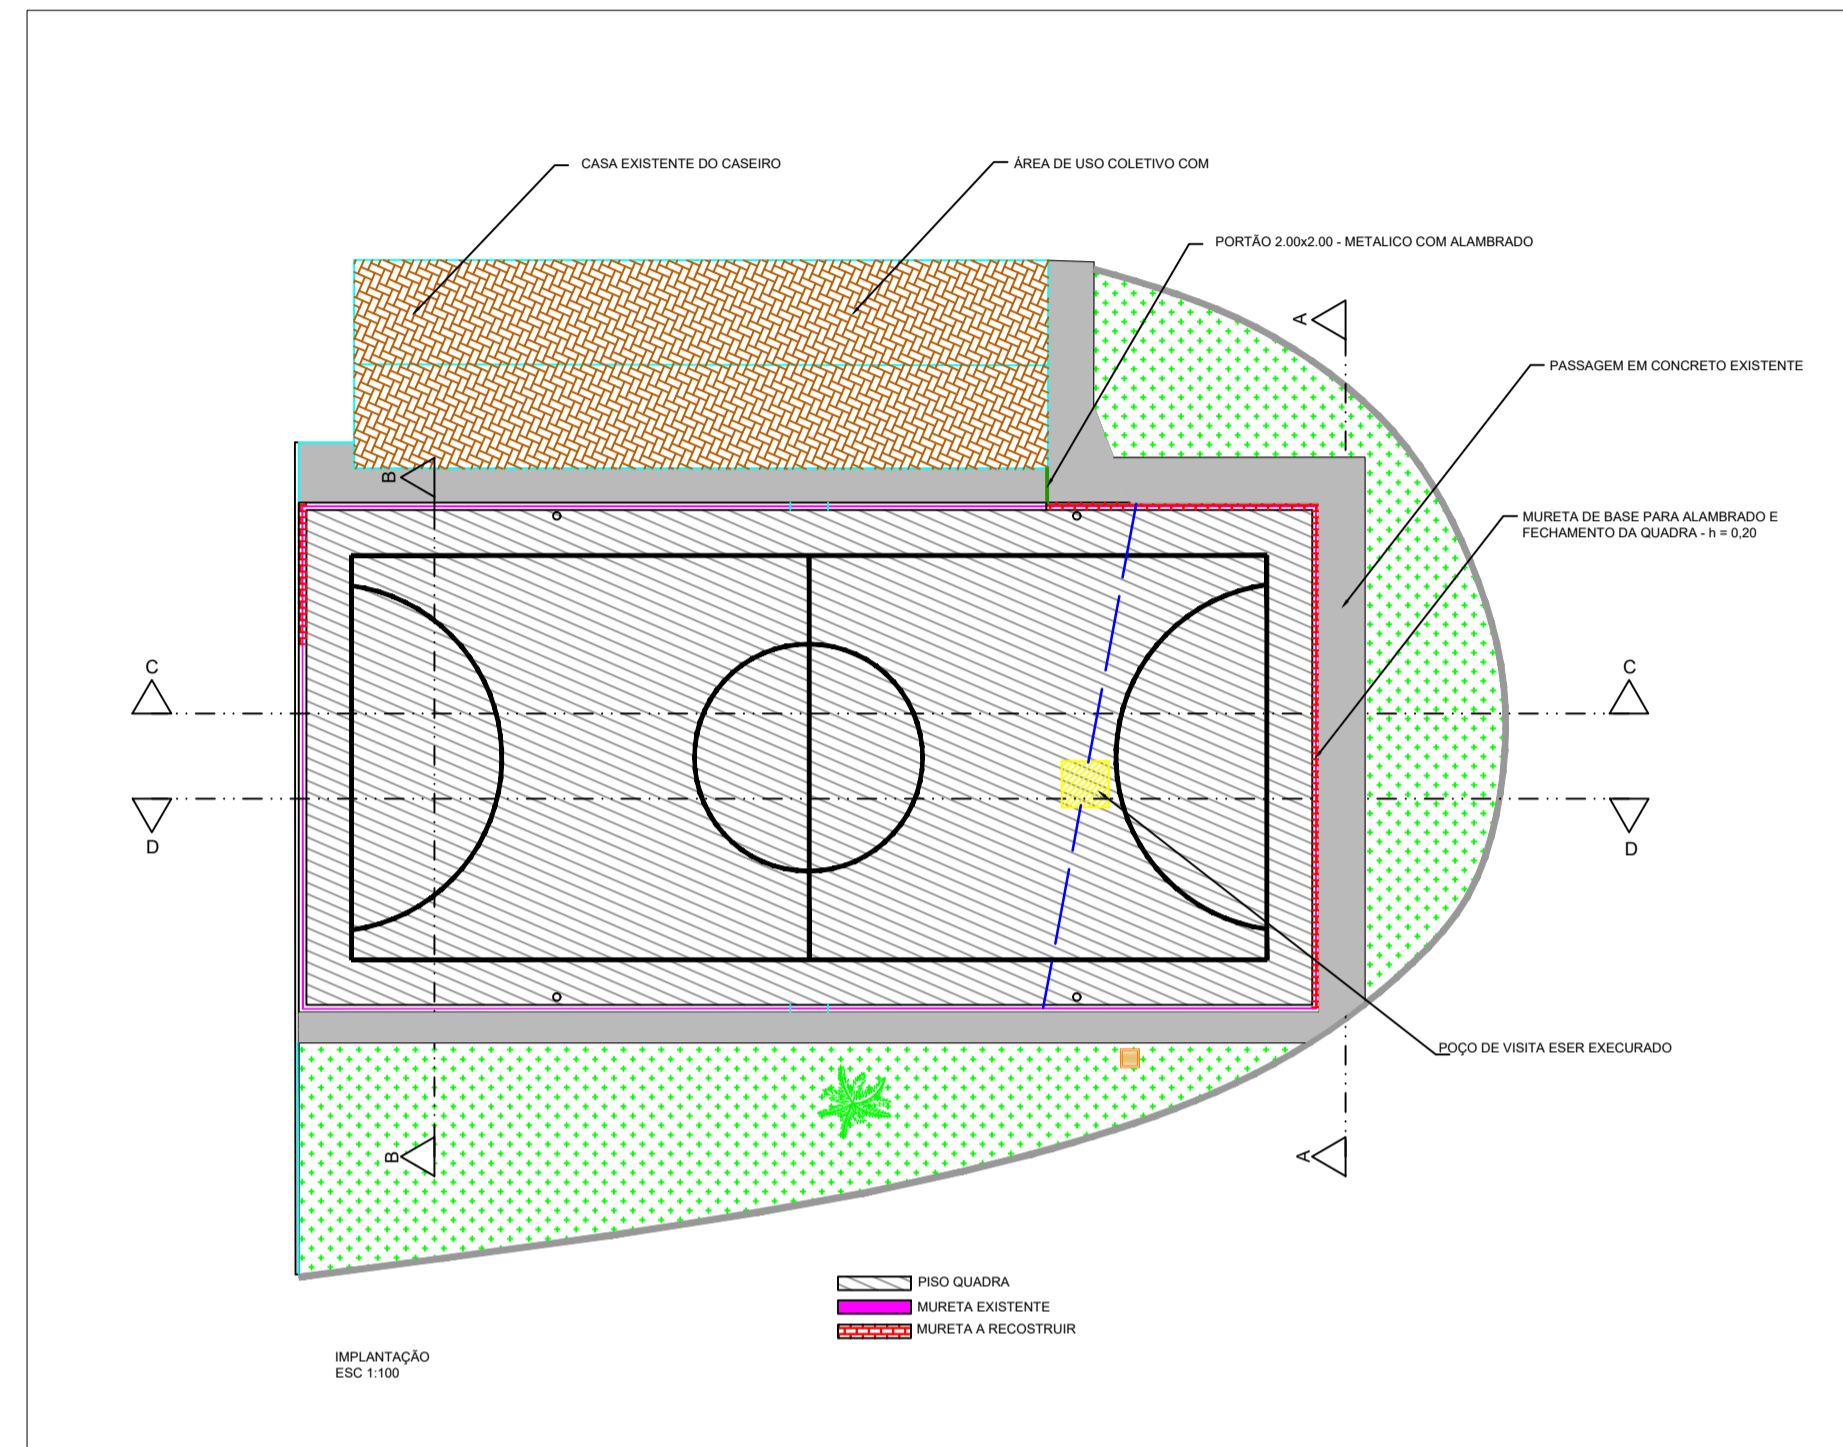 CASA EXISTENTE DO CASEIRO
ÁREA DE USO COLETIVO COM
PORTÃO 2.00x2.00 - METALICO COM ALAMBRADO
A
PASSAGEM EM CONCRETO EXISTENTE
B
MURETA DE BASE PARA ALAMBRADO E
FECHAMENTO DA QUADRA - h = 0,20
C
C
D
D
POÇO DE VISITA ESER EXECURADO
B
A
PISO QUADRA
MURETA EXISTENTE
MURETA A RECOSTRUIR
IMPLANTAÇÃO
ESC 1:100